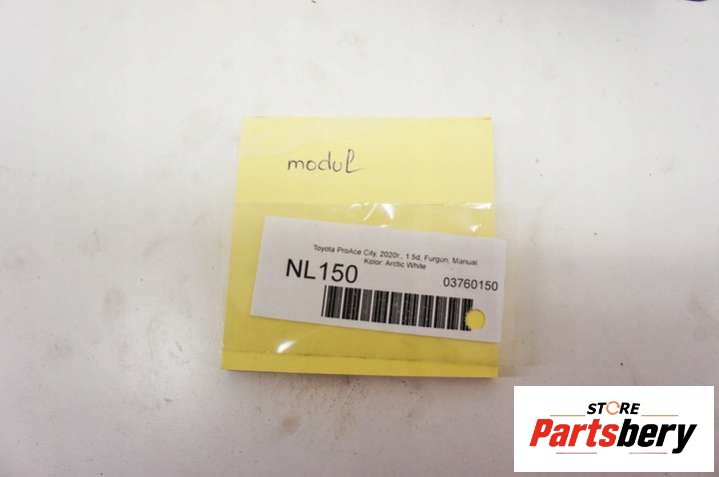 modul
Toyota ProAce City, 2020r., 1.5d, Furgon, Manual,
Kolor: Arctic White
NL150
03760150
STORE
Partsbery